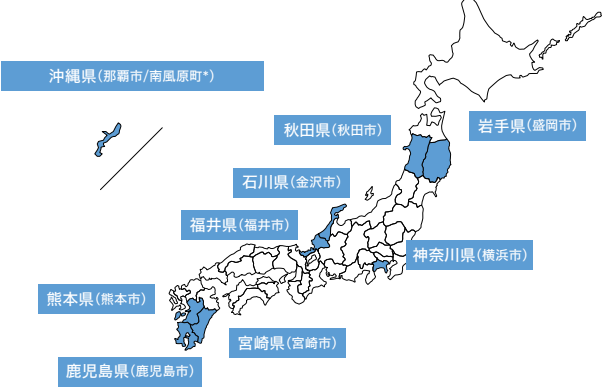 沖縄県(那覇市/南風原町*)
秋田県(秋田市)
岩手県(盛岡市)
石川県(金沢市)
福井県(福井市)
神奈川県(横浜市)
熊本県(熊本市)
宮崎県(宮崎市)
鹿児島県(鹿児島市)